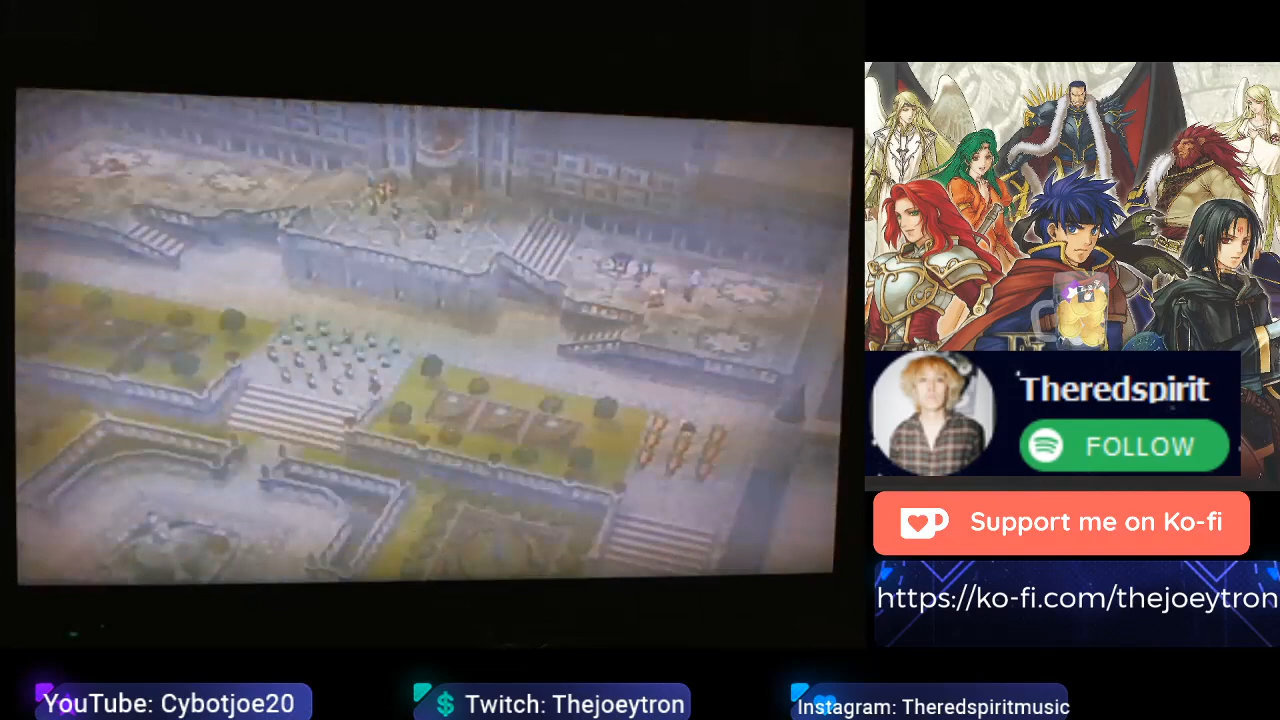 Theredspirit
FOLLOW
Support me on Ko-fi
https://ko-fi.com/thejoeytron
YouTube: Cybotjoe20
Twitch: Thejoeytron
Instagram: Theredspiritmusic